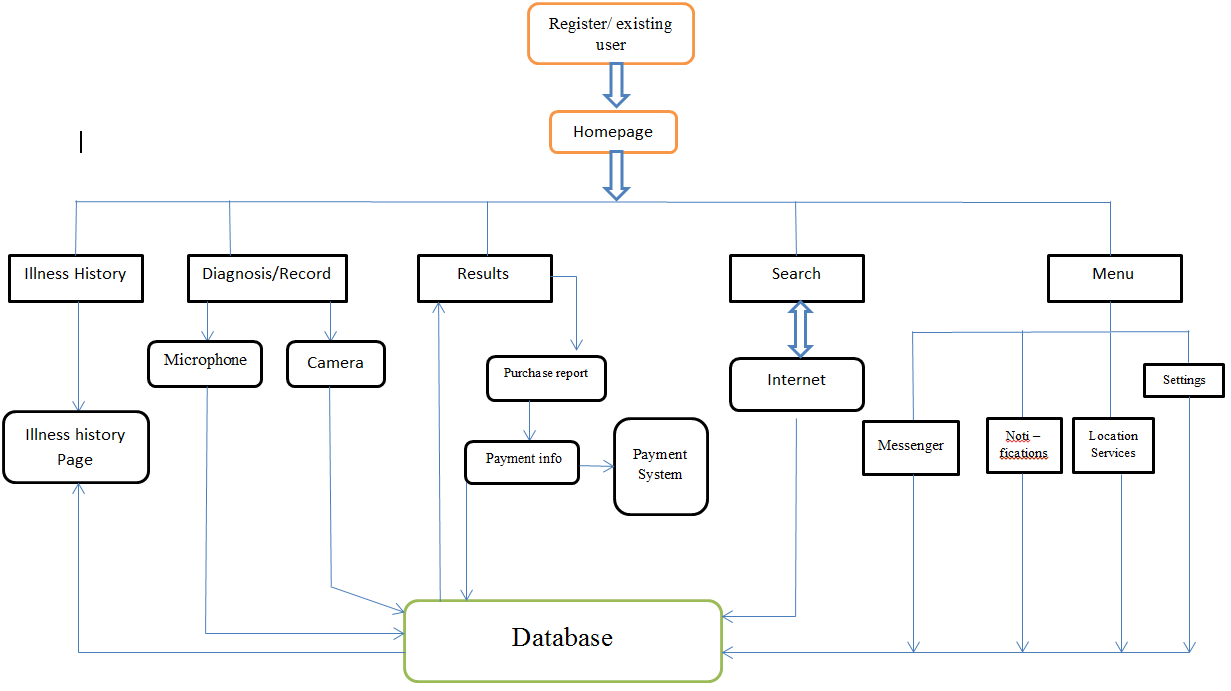 Register/ existing
user
Homepage
Illness History
Diagnosis/Record
Results
Search
Menu
Microphone
Camera
Purchase report
Internet
Settings
Illness history
Page
Payment info
Payment
System
Messenger
Noti –
fications
Location
Services
Database